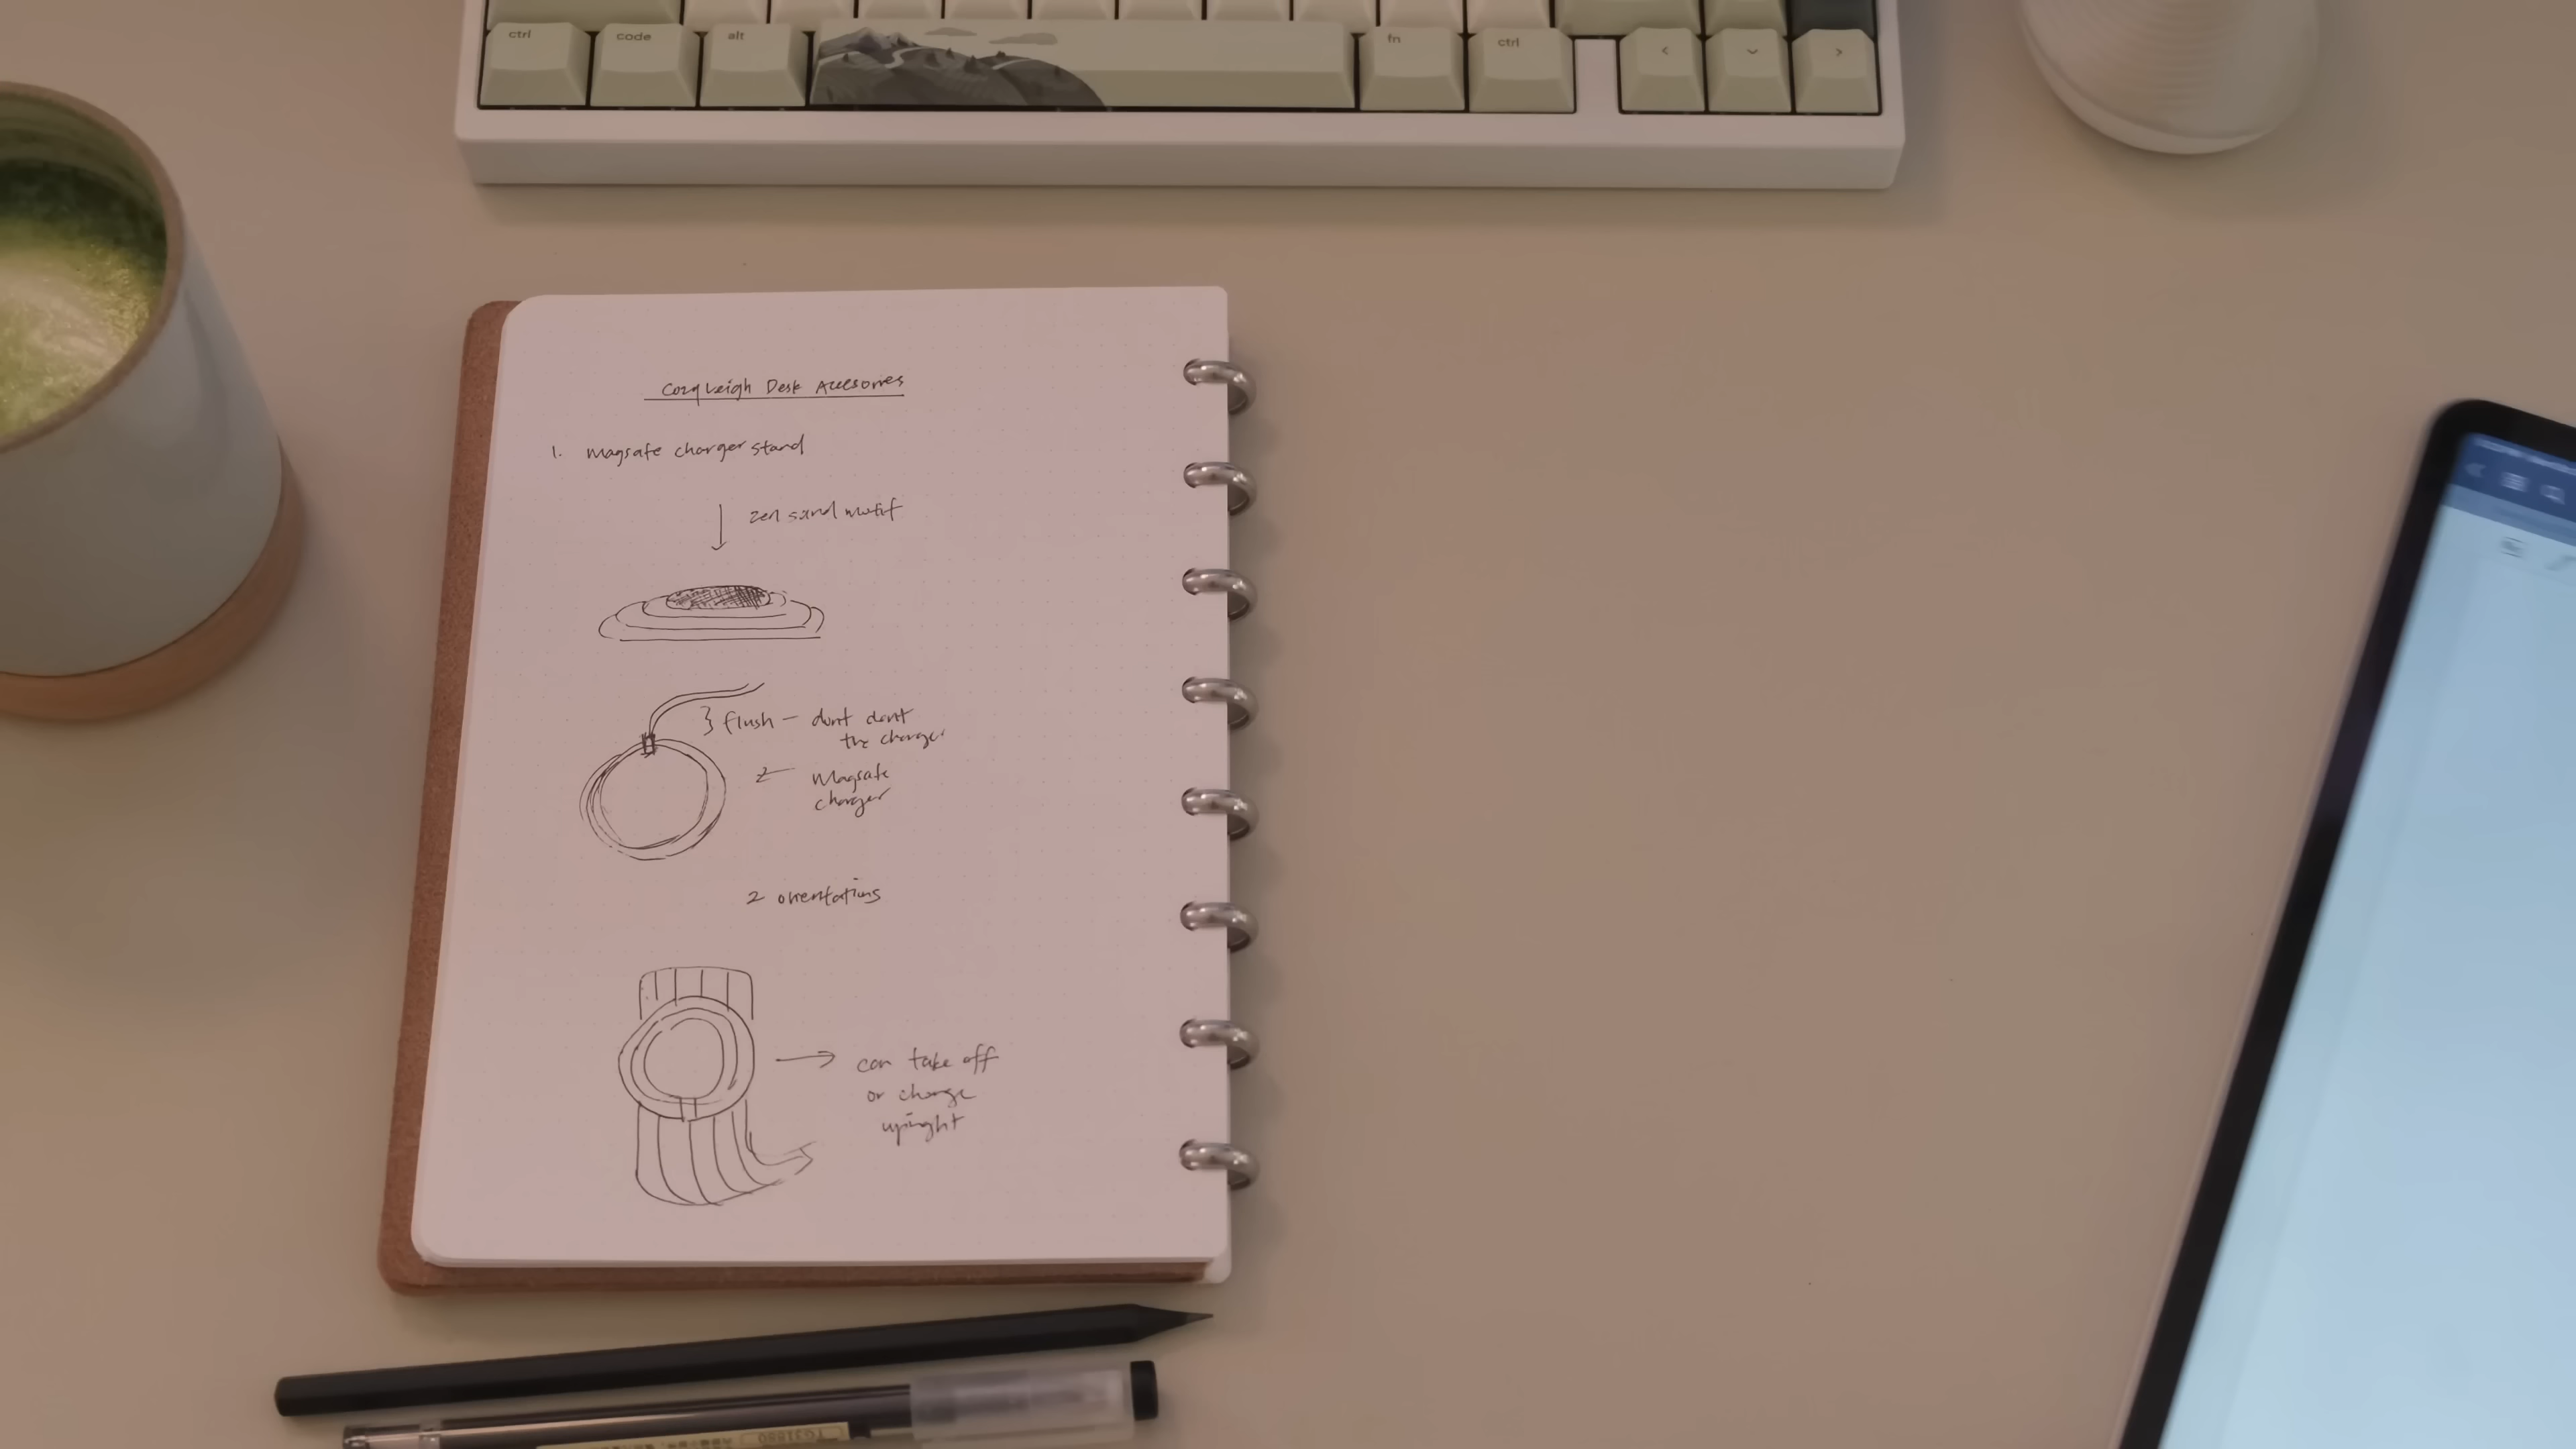 ctrl
code
alt
fn
ctrl
Cozy Leigh Desk Accesories
1. Magsafe charger stand
zen sand motif
flush - dont dent
the charger
Magsafe
charger
2 orientations
can take off
or charge
upright